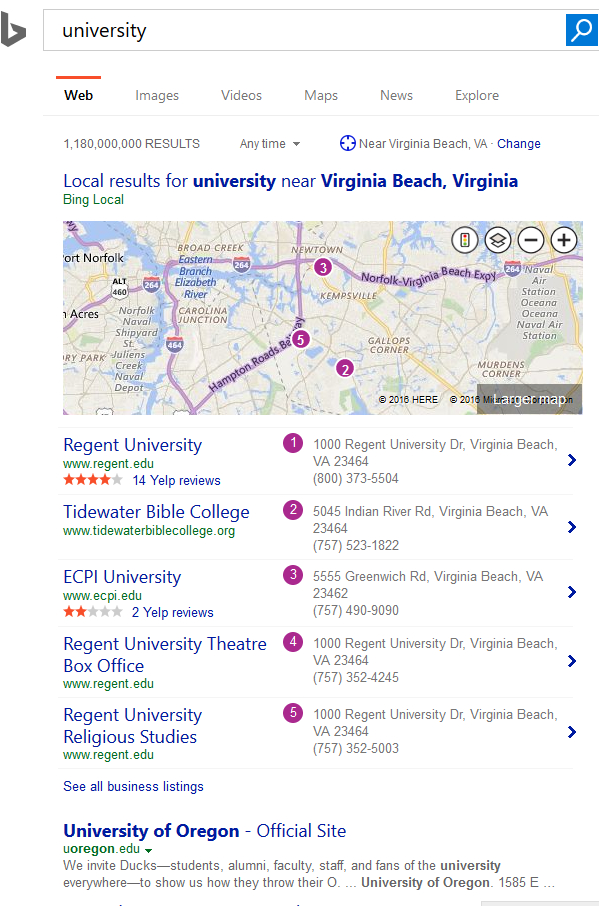 university
Web Images Videos Maps News Explore
1,180,000,000 RESULTS Any time Near Virginia Beach, VA · Change
Local results for university near Virginia Beach, Virginia
Bing Local
BROAD CREEK
NEWTOWN
ort Norfolk
Eastern
Branch
Elizabeth
River
264
3
264
Norfolk-Virginia Beach Expy
Naval
Air
Station
Oceana
Oceana
Naval Air
Station
ALT
460
264
KEMPSVILLE
n Acres
Norfolk
Naval
Shipyard
St.
Juliens
Creek
Naval
Depot
CAROLINA
JUNCTION
464
5
GALLOPS
CORNER
RY PARK
Hampton Roads Be
2
MURDENS
CORNER
© 2016 HERE © 2016
Larger map
Regent University
www.regent.edu
14 Yelp reviews
1
1000 Regent University Dr, Virginia Beach,
VA 23464
(800) 373-5504
Tidewater Bible College
www.tidewaterbiblecollege.org
2
5045 Indian River Rd, Virginia Beach, VA
23464
(757) 523-1822
ECPI University
www.ecpi.edu
2 Yelp reviews
3
5555 Greenwich Rd, Virginia Beach, VA
23462
(757) 490-9090
Regent University Theatre
Box Office
www.regent.edu
4
1000 Regent University Dr, Virginia Beach,
VA 23464
(757) 352-4245
Regent University
Religious Studies
www.regent.edu
5
1000 Regent University Dr, Virginia Beach,
VA 23464
(757) 352-5003
See all business listings
University of Oregon - Official Site
uoregon.edu
We invite Ducks—students, alumni, faculty, staff, and fans of the university
everywhere—to show us how they throw their O. ... University of Oregon. 1585 E ...